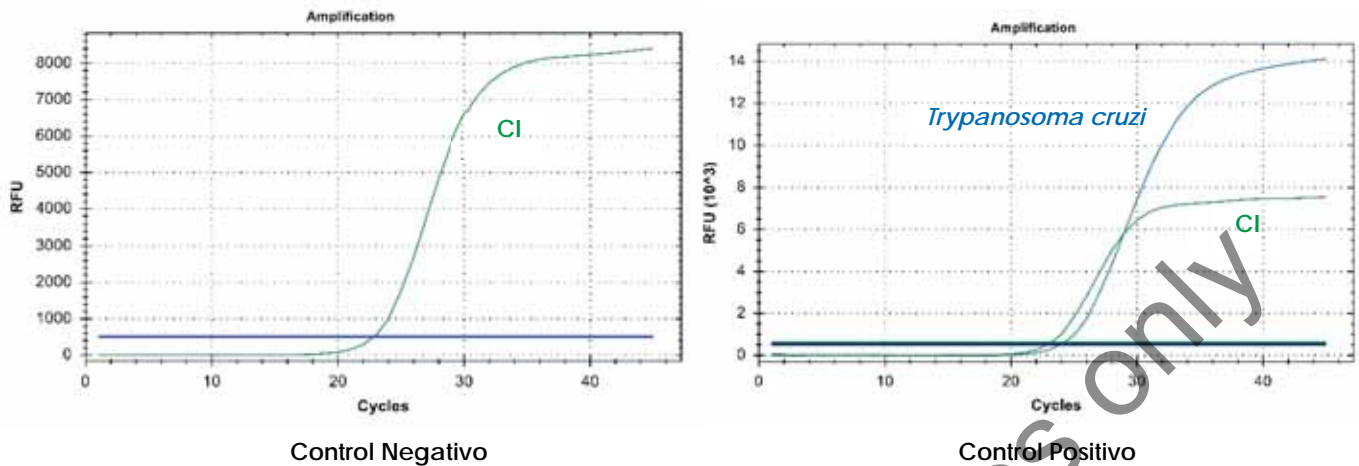 Amplification
8000
7000
6000
5000
4000
3000
2000
1000
0
RFU
CI
0 10 20 30 40
Cycles
Control Negativo
Amplification
14
12
10
8
6
4
2
0
RFU (10^3)
Trypanosoma cruzi
CI
0 10 20 30 40
Cycles
Control Positivo
es only